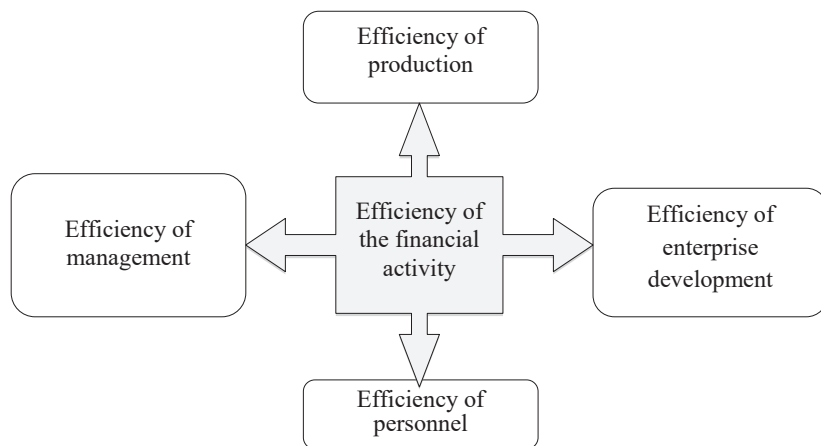 Efficiency of
production
Efficiency of
management
Efficiency of
the financial
activity
Efficiency of
enterprise
development
Efficiency of
personnel